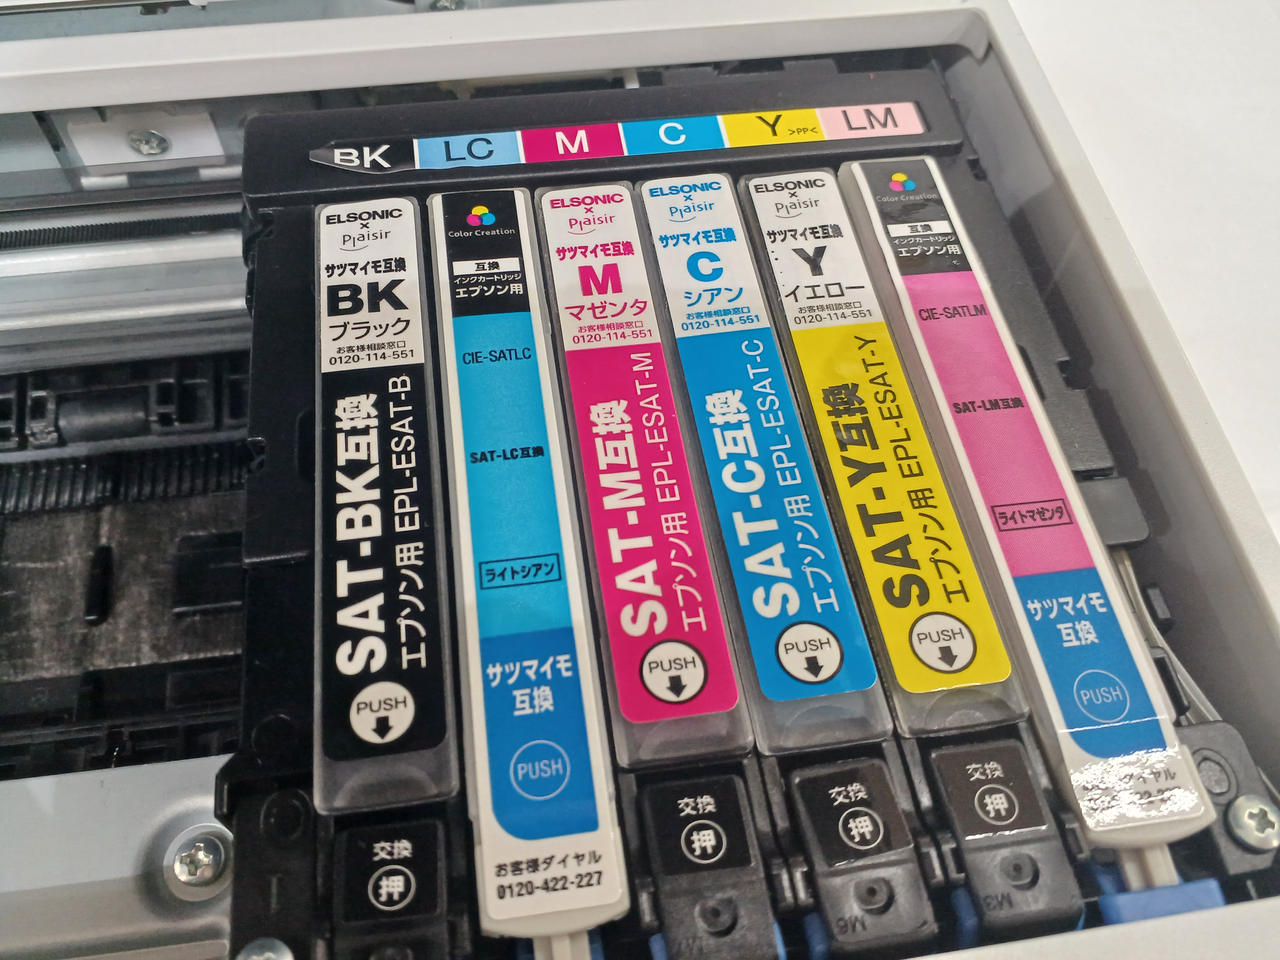 BK
LC
M
C
Y
>PP<
LM
ELSONIC
×
Plaisir
サツマイモ互換
BK
ブラック
お客様相談窓口
0120-114-551
SAT-BK互換
エプソン用 EPL-ESAT-B
PUSH
交換
押
Color Creation
互換
インクカートリッジ
エプソン用
CIE-SATLC
SAT-LC互換
ライトシアン
サツマイモ
互換
PUSH
お客様ダイヤル
0120-422-227
ELSONIC
×
Plaisir
サツマイモ互換
M
マゼンタ
お客様相談窓口
0120-114-551
SAT-M互換
エプソン用 EPL-ESAT-M
PUSH
交換
押
ELSONIC
×
Plaisir
サツマイモ互換
C
シアン
お客様相談窓口
0120-114-551
SAT-C互換
エプソン用 EPL-ESAT-C
PUSH
交換
押
M6
ELSONIC
×
Plaisir
サツマイモ互換
Y
イエロー
お客様相談窓口
0120-114-551
SAT-Y互換
エプソン用 EPL-ESAT-Y
PUSH
交換
押
M3
Color Creation
互換
インクカートリッジ
エプソン用
CIE-SATLM
SAT-LM互換
ライトマゼンタ
サツマイモ
互換
PUSH
ダイヤル